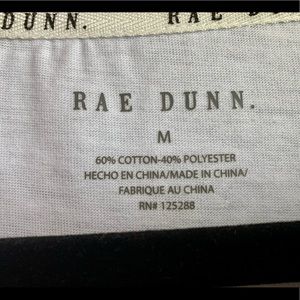 DUNN. RAE D
RAE DUNN.
M
60% COTTON-40% POLYESTER
HECHO EN CHINA/MADE IN CHINA/
FABRIQUE AU CHINA
RN# 125288